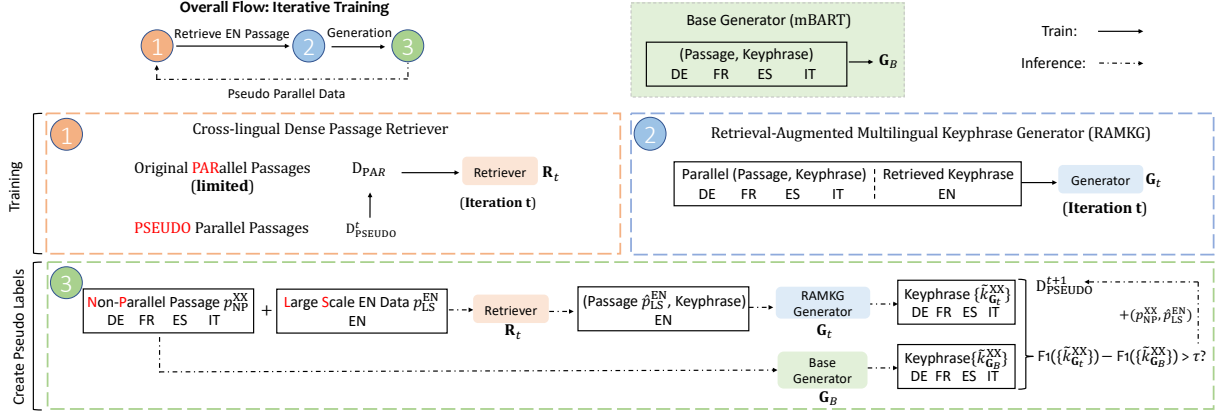 Overall Flow: Iterative Training
1
Retrieve EN Passage
2
Generation
3
Pseudo Parallel Data
Base Generator (mBART)
(Passage, Keyphrase)
DE FR ES IT
G_B
Train:
Inference:
Training
1
Cross-lingual Dense Passage Retriever
Original PARallel Passages
(limited)
D_PAR
Retriever
R_t
(Iteration t)
PSEUDO Parallel Passages
D^t_PSEUDO
2
Retrieval-Augmented Multilingual Keyphrase Generator (RAMKG)
Parallel (Passage, Keyphrase)
DE FR ES IT
Retrieved Keyphrase
EN
Generator
G_t
(Iteration t)
Create Pseudo Labels
3
Non-Parallel Passage p^XX_NP
DE FR ES IT
+
Large Scale EN Data p^EN_LS
EN
Retriever
R_t
(Passage p̂^EN_LS, Keyphrase)
EN
RAMKG
Generator
G_t
Keyphrase {k̃^XX_G_t}
DE FR ES IT
Base
Generator
G_B
Keyphrase{k̃^XX_G_B}
DE FR ES IT
D^t+1_PSEUDO
+(p^XX_NP, p̂^EN_LS)
F1({k̃^XX_G_t}) − F1({k̃^XX_G_B}) > τ?